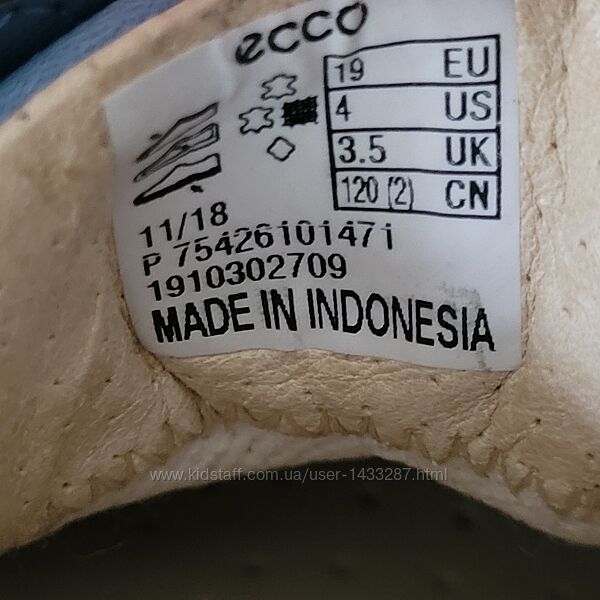 ecco
19 EU
4 US
3.5 UK
120 (2) CN
11/18
P 75426101471
1910302709
MADE IN INDONESIA
www.kidstaff.com.ua/user-1433287.html